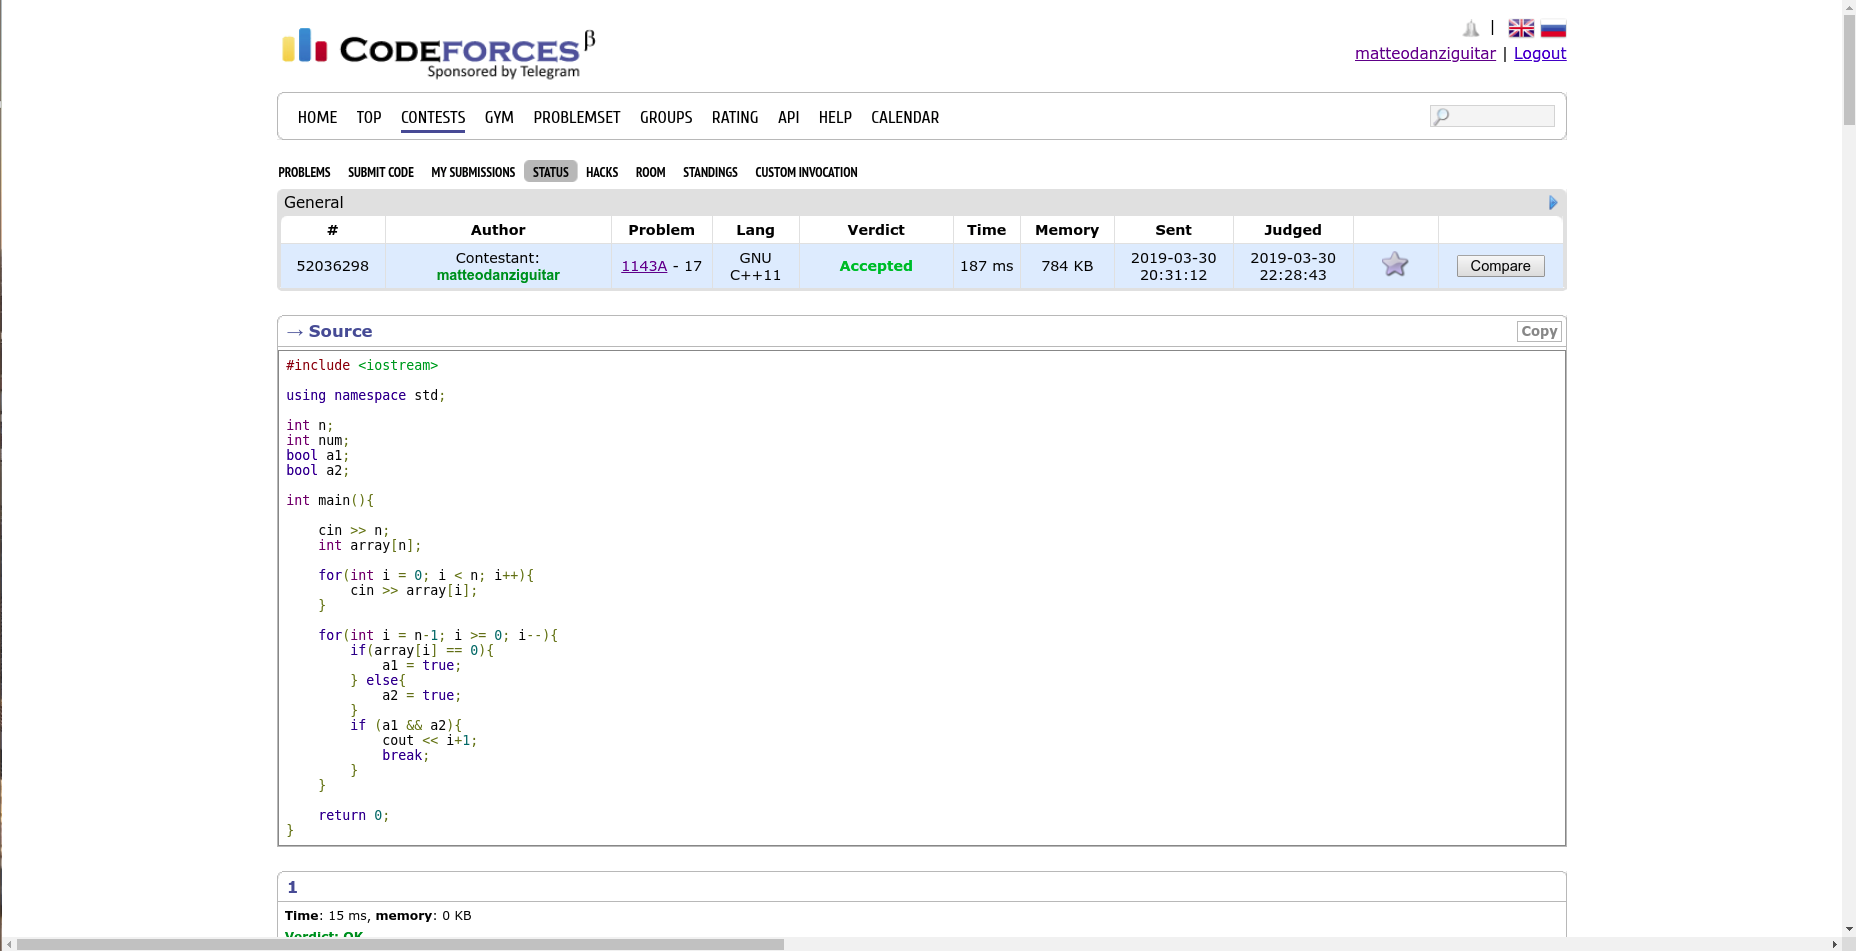 CODEFORCES β
Sponsored by Telegram
|
matteodanziguitar | Logout
HOME TOP CONTESTS GYM PROBLEMSET GROUPS RATING API HELP CALENDAR
PROBLEMS SUBMIT CODE MY SUBMISSIONS STATUS HACKS ROOM STANDINGS CUSTOM INVOCATION
General
# Author Problem Lang Verdict Time Memory Sent Judged
52036298 Contestant: matteodanziguitar 1143A - 17 GNU C++11 Accepted 187 ms 784 KB 2019-03-30 20:31:12 2019-03-30 22:28:43 Compare
→ Source Copy
#include <iostream>
using namespace std;
int n;
int num;
bool a1;
bool a2;
int main(){
cin >> n;
int array[n];
for(int i = 0; i < n; i++){
cin >> array[i];
}
for(int i = n-1; i >= 0; i--){
if(array[i] == 0){
a1 = true;
} else{
a2 = true;
}
if (a1 && a2){
cout << i+1;
break;
}
}
return 0;
}
1
Time: 15 ms, memory: 0 KB
Verdict: OK